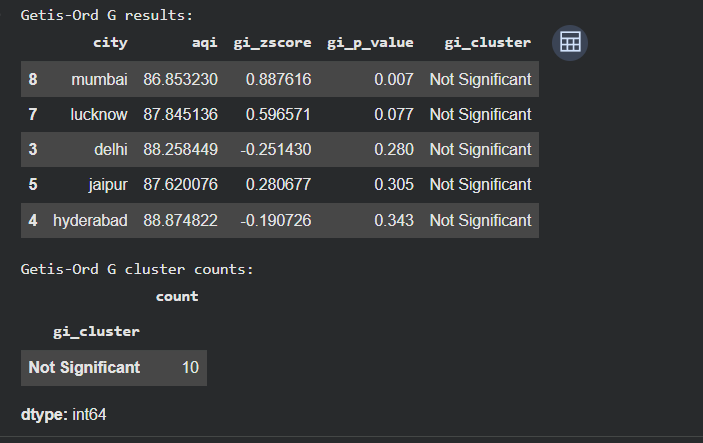 Getis-Ord G results:
city aqi gi_zscore gi_p_value gi_cluster
8 mumbai 86.853230 0.887616 0.007 Not Significant
7 lucknow 87.845136 0.596571 0.077 Not Significant
3 delhi 88.258449 -0.251430 0.280 Not Significant
5 jaipur 87.620076 0.280677 0.305 Not Significant
4 hyderabad 88.874822 -0.190726 0.343 Not Significant
Getis-Ord G cluster counts:
count
gi_cluster
Not Significant 10
dtype: int64